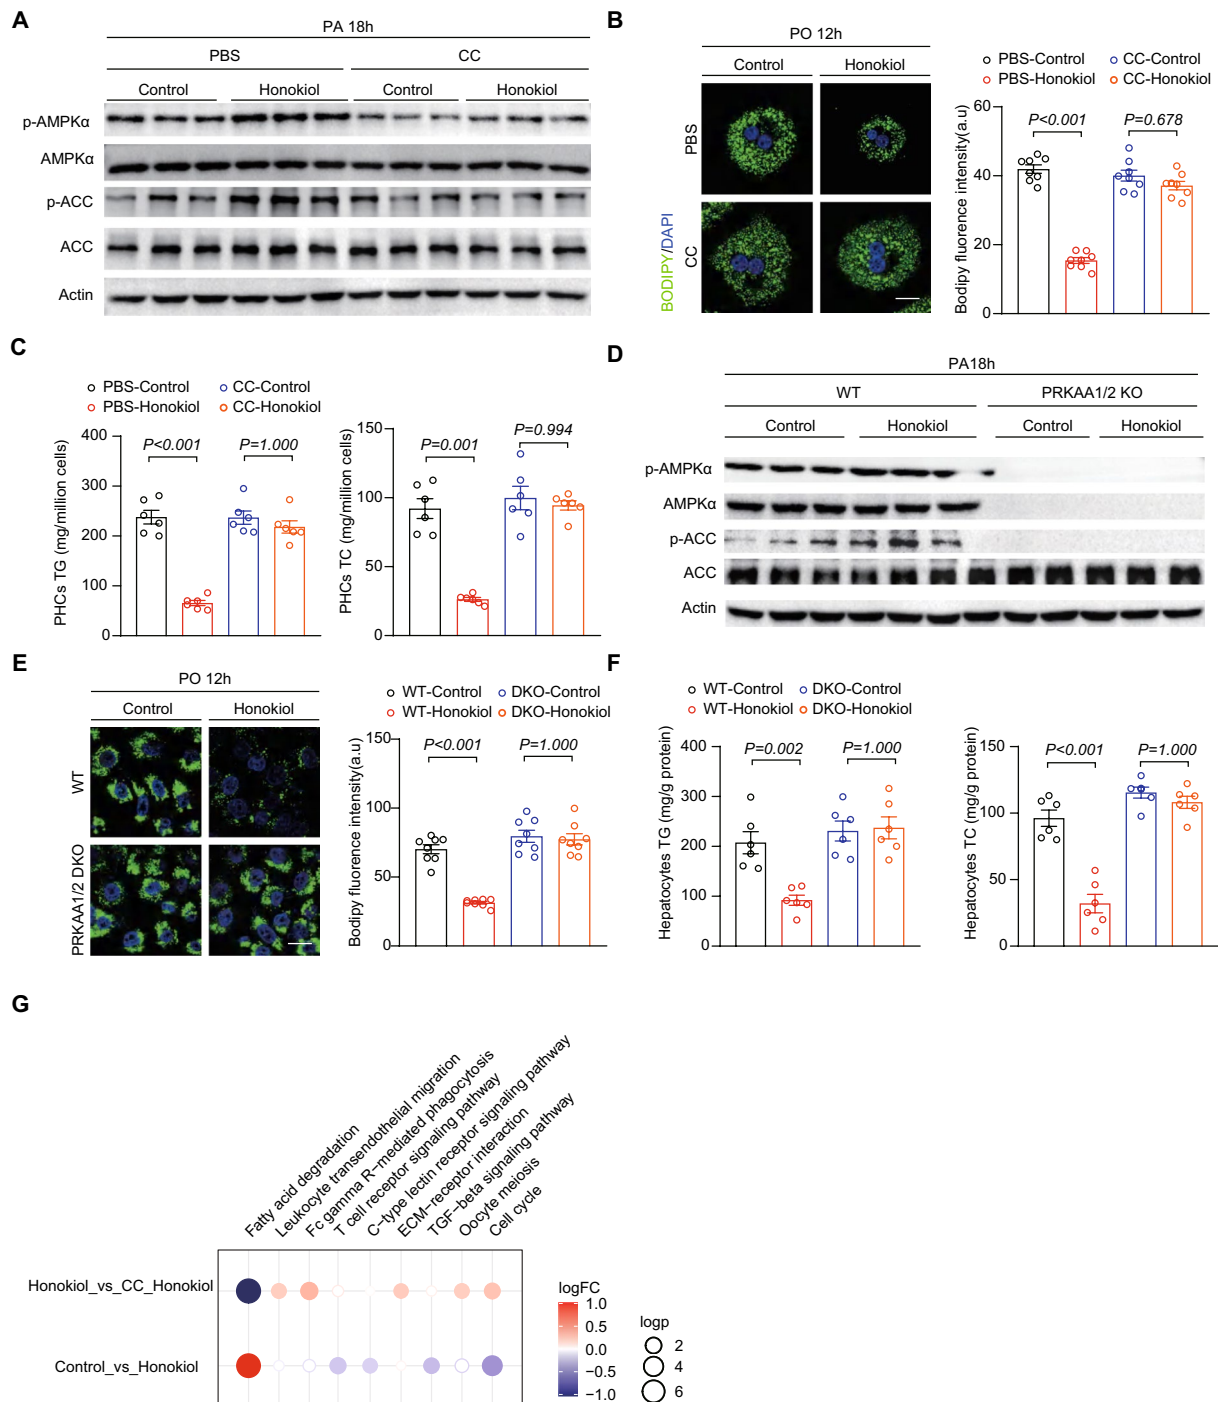 A
PA 18h
PBS
CC
Control
Honokiol
Control
Honokiol
p-AMPKα
AMPKα
p-ACC
ACC
Actin
B
PO 12h
Control
Honokiol
PBS
CC
BODIPY/DAPI
PBS-Control
CC-Control
PBS-Honokiol
CC-Honokiol
Bodipy fluorence intensity(a.u)
60
40
20
0
P<0.001
P=0.678
C
PBS-Control
CC-Control
PBS-Honokiol
CC-Honokiol
PHCs TG (mg/million cells)
400
300
200
100
0
P<0.001
P=1.000
PHCs TC (mg/million cells)
150
100
50
0
P=0.001
P=0.994
D
PA18h
WT
PRKAA1/2 KO
Control
Honokiol
Control
Honokiol
p-AMPKα
AMPKα
p-ACC
ACC
Actin
E
PO 12h
Control
Honokiol
WT
PRKAA1/2 DKO
WT-Control
DKO-Control
WT-Honokiol
DKO-Honokiol
Bodipy fluorence intensity(a.u)
150
100
50
0
P<0.001
P=1.000
F
WT-Control
DKO-Control
WT-Honokiol
DKO-Honokiol
Hepatocytes TG (mg/g protein)
400
300
200
100
0
P=0.002
P=1.000
Hepatocytes TC (mg/g protein)
150
100
50
0
P<0.001
P=1.000
G
Fatty acid degradation
Leukocyte transendothelial migration
Fc gamma R−mediated phagocytosis
T cell receptor signaling pathway
C−type lectin receptor signaling pathway
ECM−receptor interaction
TGF−beta signaling pathway
Oocyte meiosis
Cell cycle
Honokiol_vs_CC_Honokiol
Control_vs_Honokiol
logFC
1.0
0.5
0.0
−0.5
−1.0
logp
2
4
6